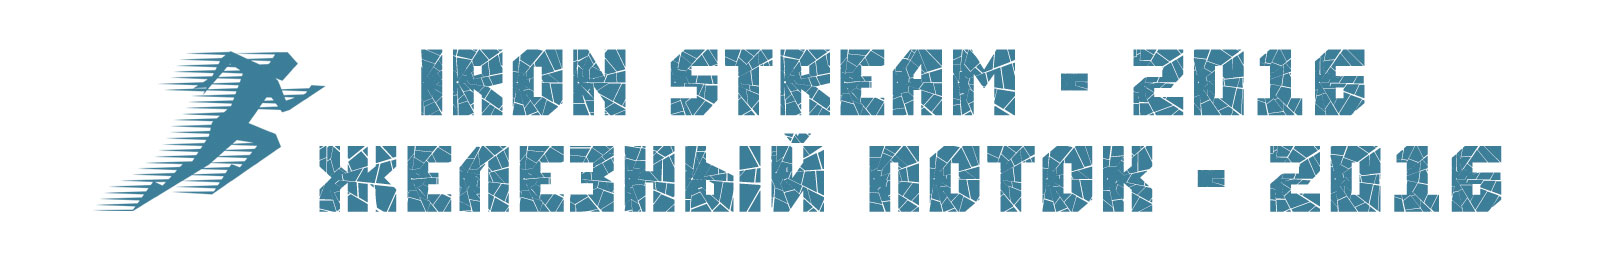 IRON STREAM - 2016
ЖЕЛЕЗНЫЙ ПОТОК - 2016